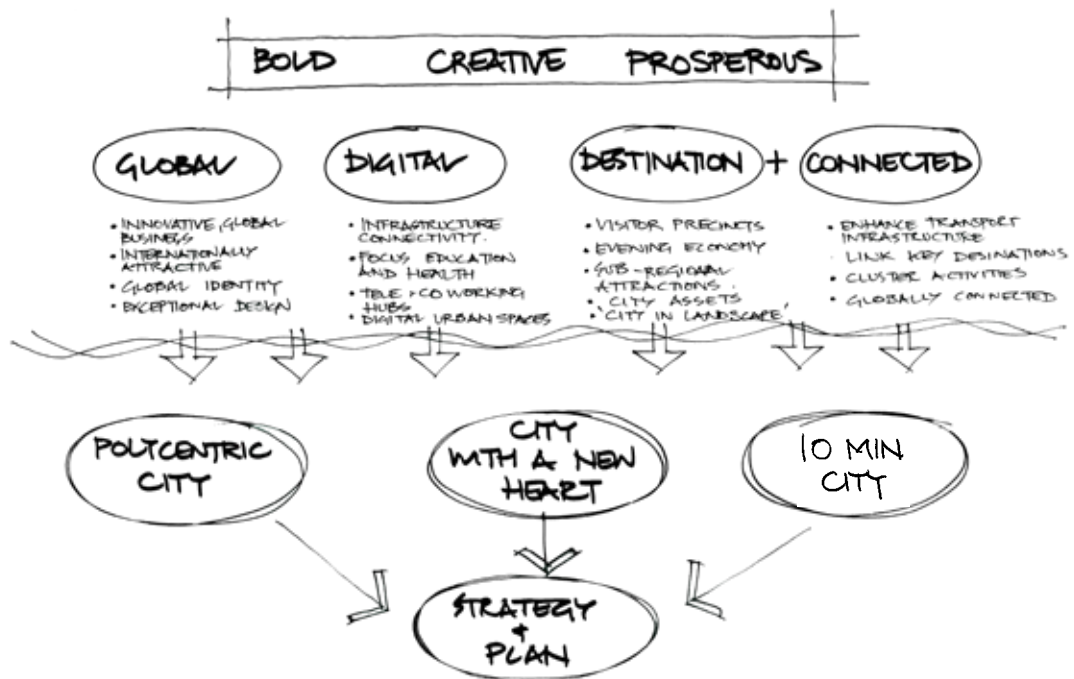 BOLD CREATIVE PROSPEROUS
GLOBAL
• INNOVATIVE, GLOBAL
BUSINESS
• INTERNATIONALLY
ATTRACTIVE
• GLOBAL IDENTITY
• EXCEPTIONAL DESIGN
DIGITAL
• INFRASTRUCTURE
CONNECTIVITY.
• FOCUS EDUCATION
AND HEALTH
• TELE + CO WORKING
HUBS
• DIGITAL URBAN SPACES
DESTINATION +
• VISITOR PRECINCTS
• EVENING ECONOMY
• SUB-REGIONAL
ATTRACTIONS.
• CITY ASSETS
• 'CITY IN LANDSCAPE'
CONNECTED
• ENHANCE TRANSPORT
INFRASTRUCTURE
. LINK KEY DESINATIONS
• CLUSTER ACTIVITIES
• GLOBALLY CONNECTED
POLYCENTRIC
CITY
CITY
WITH A NEW
HEART
10 MIN
CITY
STRATEGY
+
PLAN